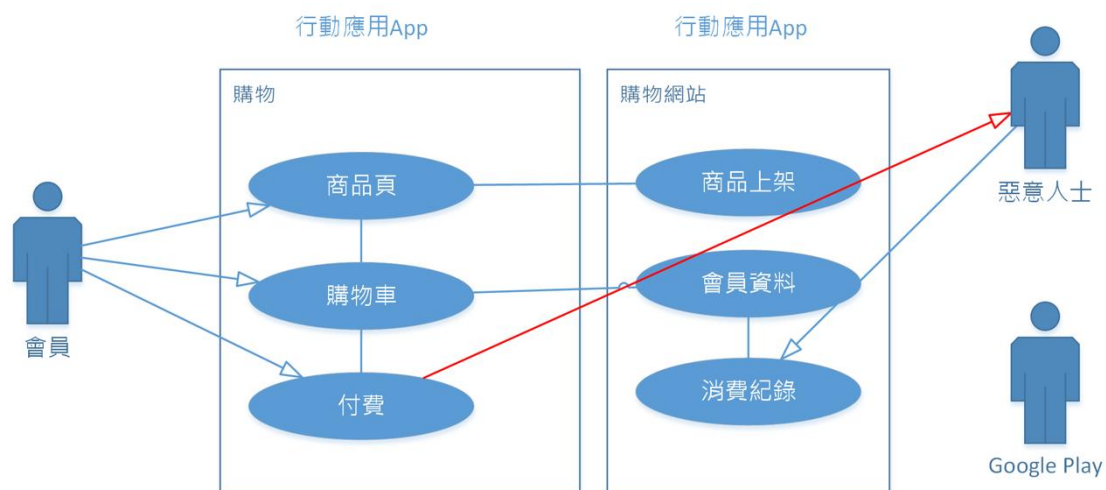 行動應用App
行動應用App
購物
購物網站
商品頁
商品上架
惡意人士
購物車
會員資料
會員
付費
消費紀錄
Google Play